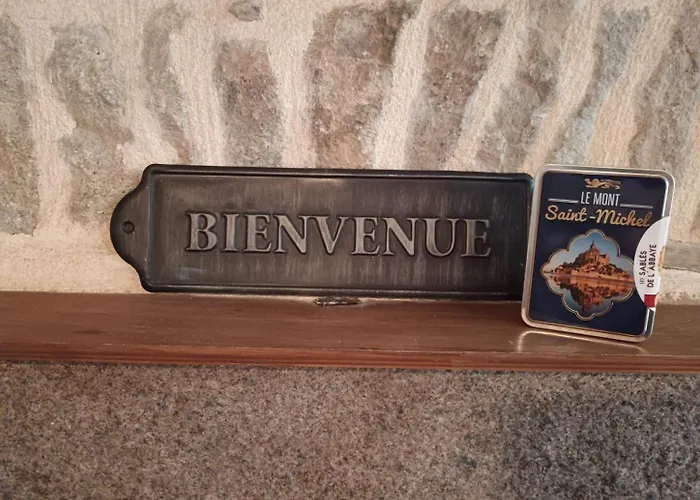 BIENVENUE
LE MONT
Saint-Michel
LES SABLÉS
DE L'ABBAYE